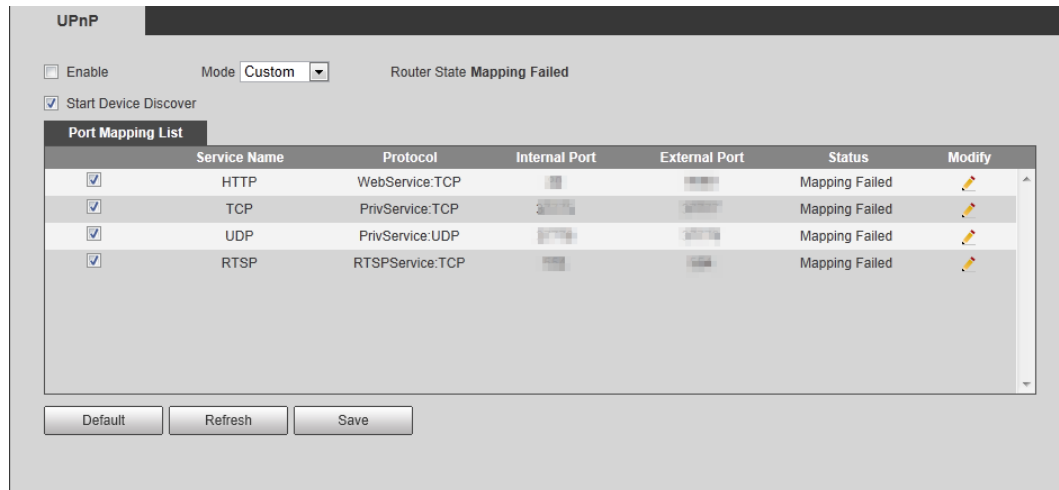 UPnP
Enable Mode Custom Router State Mapping Failed
Start Device Discover
Port Mapping List
Service Name Protocol Internal Port External Port Status Modify
HTTP WebService:TCP Mapping Failed
TCP PrivService:TCP Mapping Failed
UDP PrivService:UDP Mapping Failed
RTSP RTSPService:TCP Mapping Failed
Default Refresh Save